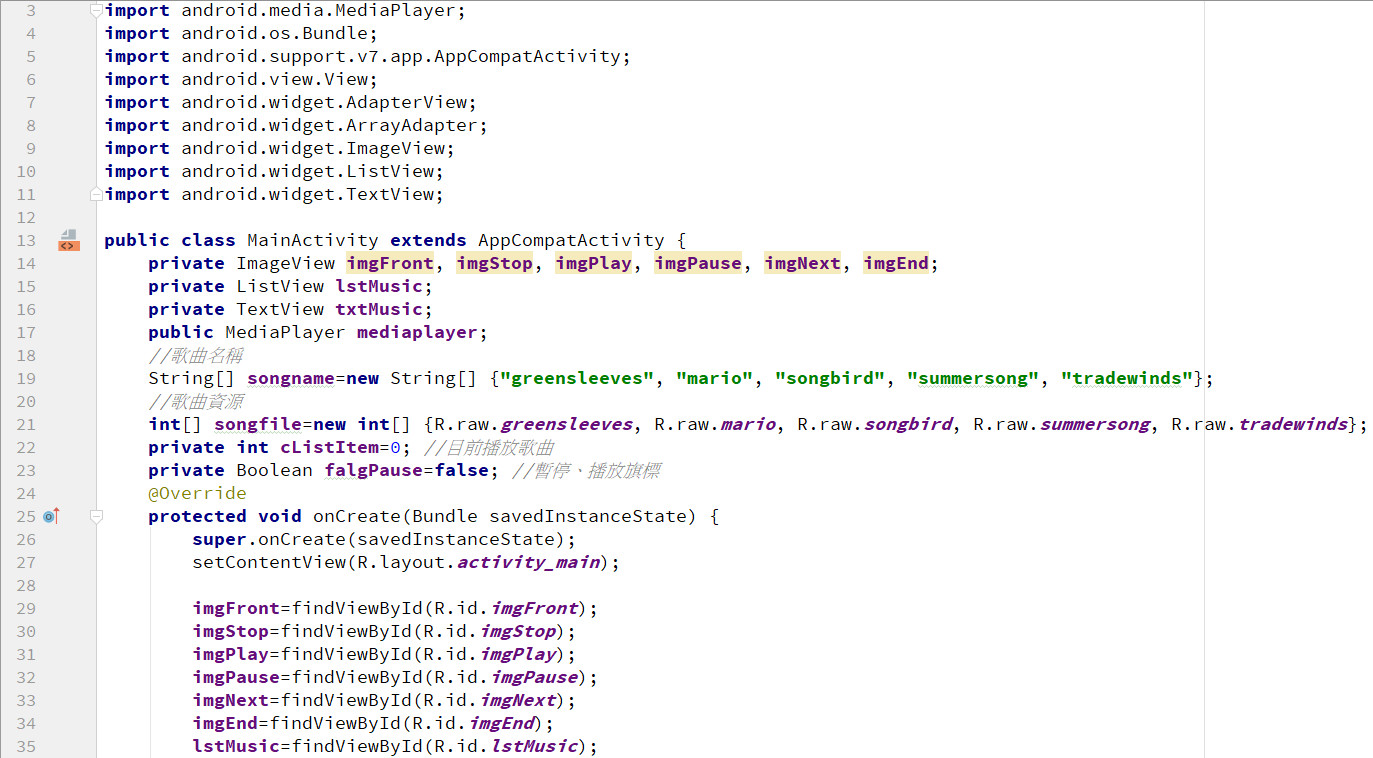 3 import android.media.MediaPlayer;
4 import android.os.Bundle;
5 import android.support.v7.app.AppCompatActivity;
6 import android.view.View;
7 import android.widget.AdapterView;
8 import android.widget.ArrayAdapter;
9 import android.widget.ImageView;
10 import android.widget.ListView;
11 import android.widget.TextView;
12
13 public class MainActivity extends AppCompatActivity {
14 private ImageView imgFront, imgStop, imgPlay, imgPause, imgNext, imgEnd;
15 private ListView lstMusic;
16 private TextView txtMusic;
17 public MediaPlayer mediaplayer;
18 //歌曲名稱
19 String[] songname=new String[] {"greensleeves", "mario", "songbird", "summersong", "tradewinds"};
20 //歌曲資源
21 int[] songfile=new int[] {R.raw.greensleeves, R.raw.mario, R.raw.songbird, R.raw.summersong, R.raw.tradewinds};
22 private int cListItem=0; //目前播放歌曲
23 private Boolean falgPause=false; //暫停、播放旗標
24 @Override
25 protected void onCreate(Bundle savedInstanceState) {
26 super.onCreate(savedInstanceState);
27 setContentView(R.layout.activity_main);
28
29 imgFront=findViewById(R.id.imgFront);
30 imgStop=findViewById(R.id.imgStop);
31 imgPlay=findViewById(R.id.imgPlay);
32 imgPause=findViewById(R.id.imgPause);
33 imgNext=findViewById(R.id.imgNext);
34 imgEnd=findViewById(R.id.imgEnd);
35 lstMusic=findViewById(R.id.lstMusic);